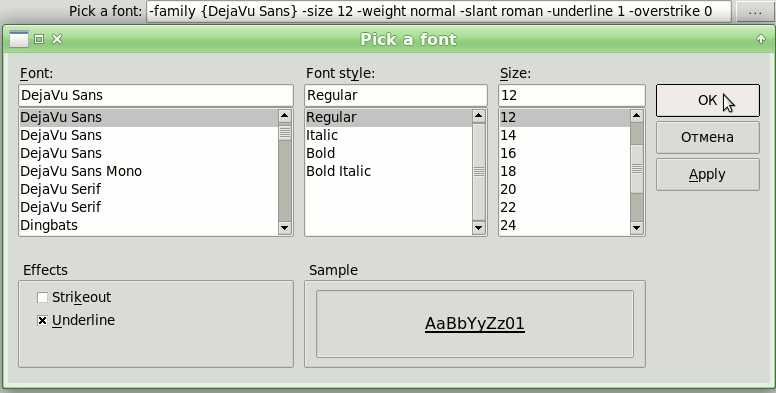 Pick a font: -family {DejaVu Sans} -size 12 -weight normal -slant roman -underline 1 -overstrike 0 ...
Pick a font
Font: Font style: Size:
DejaVu Sans Regular 12 OK
DejaVu Sans Regular 12
DejaVu Sans Italic 14 Отмена
DejaVu Sans Bold 16
DejaVu Sans Mono Bold Italic 18 Apply
DejaVu Serif 20
DejaVu Serif 22
Dingbats 24
Effects Sample
Strikeout
Underline AaBbYyZz01